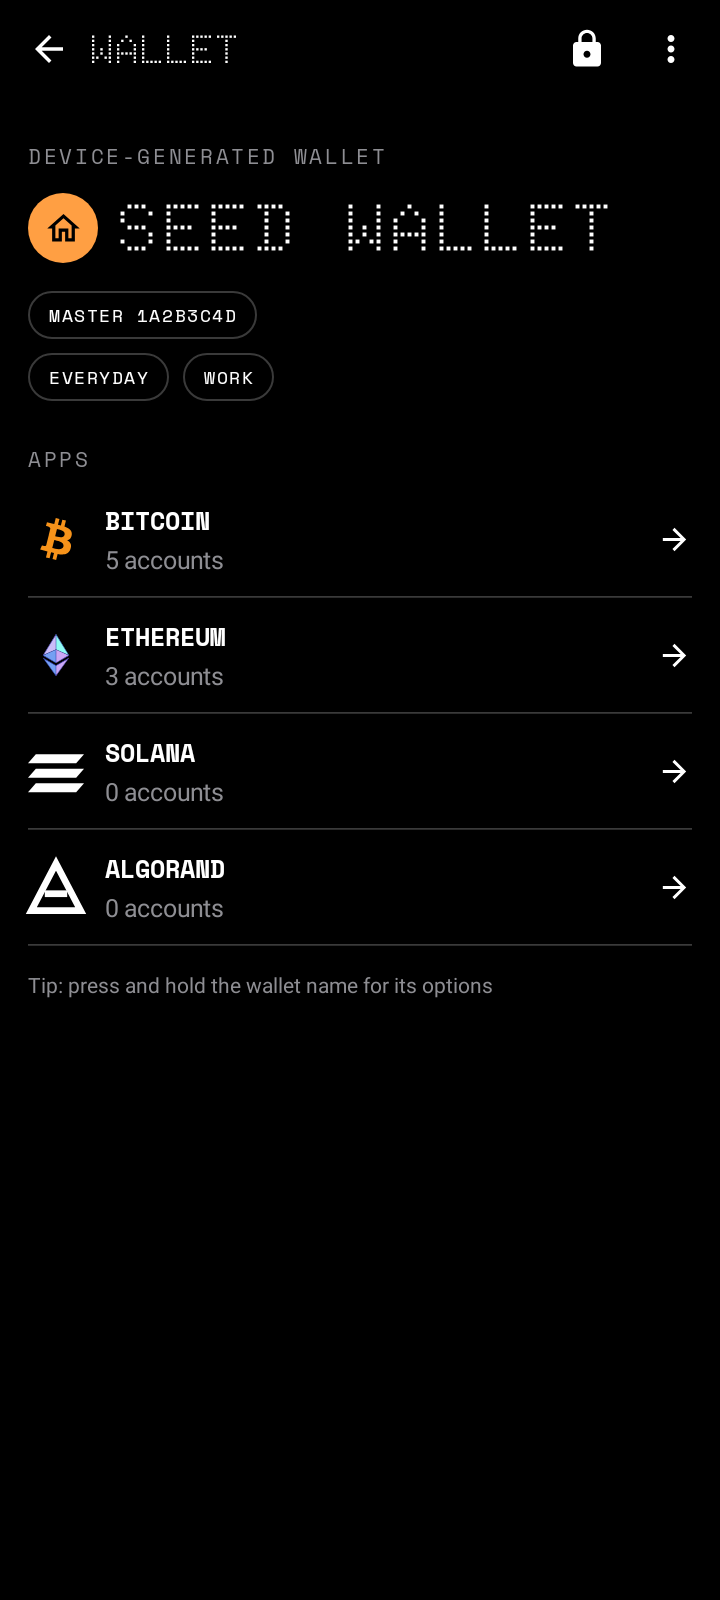 WALLET
DEVICE-GENERATED WALLET
SEED WALLET
MASTER 1A2B3C4D
EVERYDAY WORK
APPS
BITCOIN
5 accounts
ETHEREUM
3 accounts
SOLANA
0 accounts
ALGORAND
0 accounts
Tip: press and hold the wallet name for its options